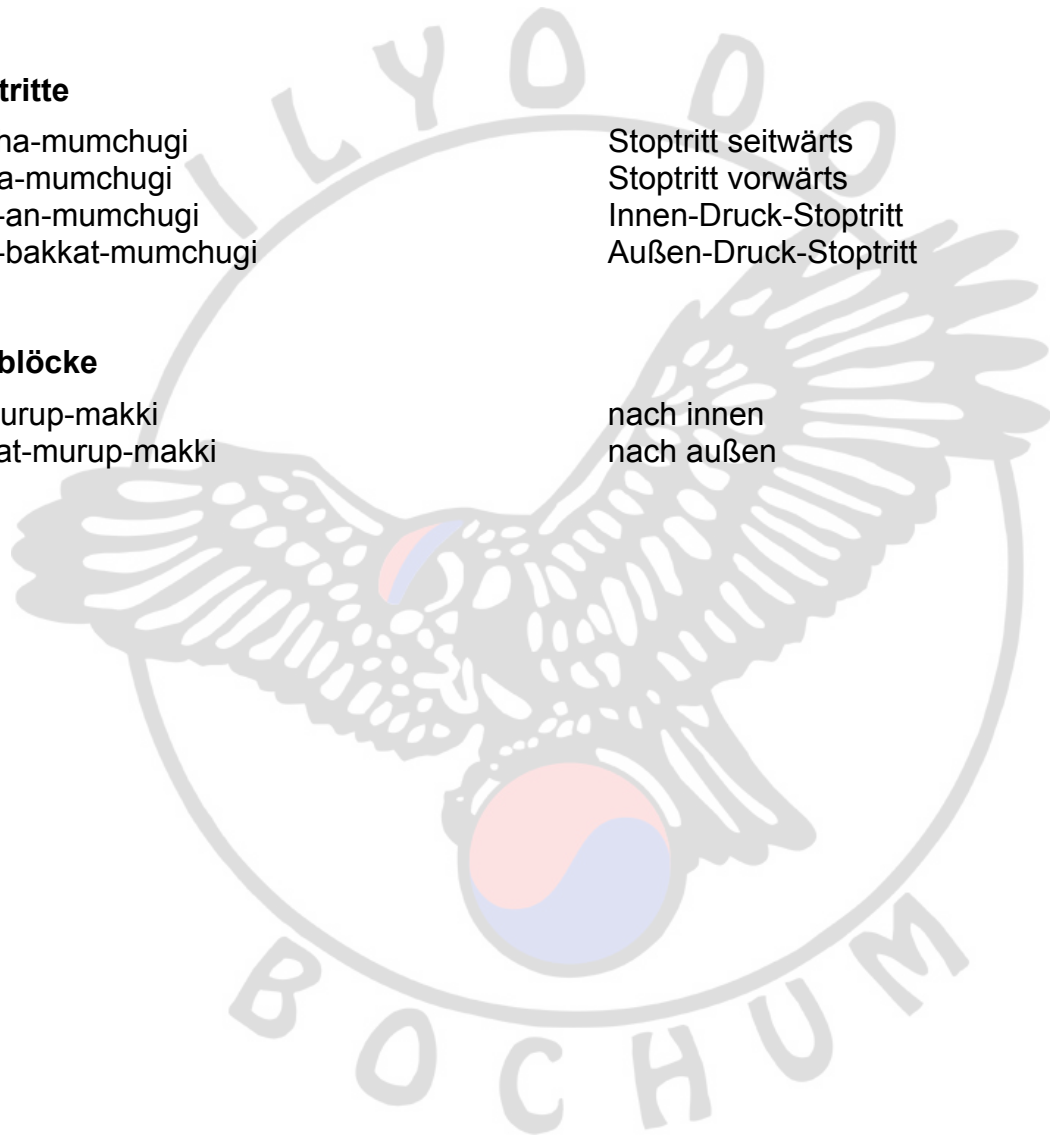 ILYO DO
tritte
na-mumchugi Stoptritt seitwärts
a-mumchugi Stoptritt vorwärts
-an-mumchugi Innen-Druck-Stoptritt
-bakkat-mumchugi Außen-Druck-Stoptritt
blöcke
urup-makki nach innen
at-murup-makki nach außen
BOCHUM